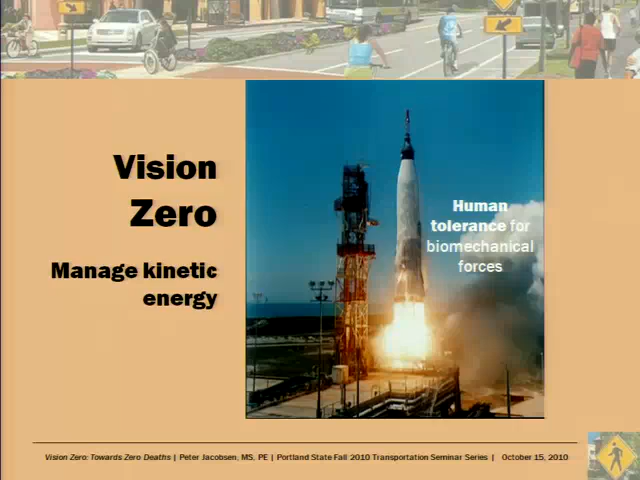 Vision
Zero
Manage kinetic
energy
Human
tolerance for
biomechanical
forces
Vision Zero: Towards Zero Deaths | Peter Jacobsen, MS, PE | Portland State Fall 2010 Transportation Seminar Series | October 15, 2010